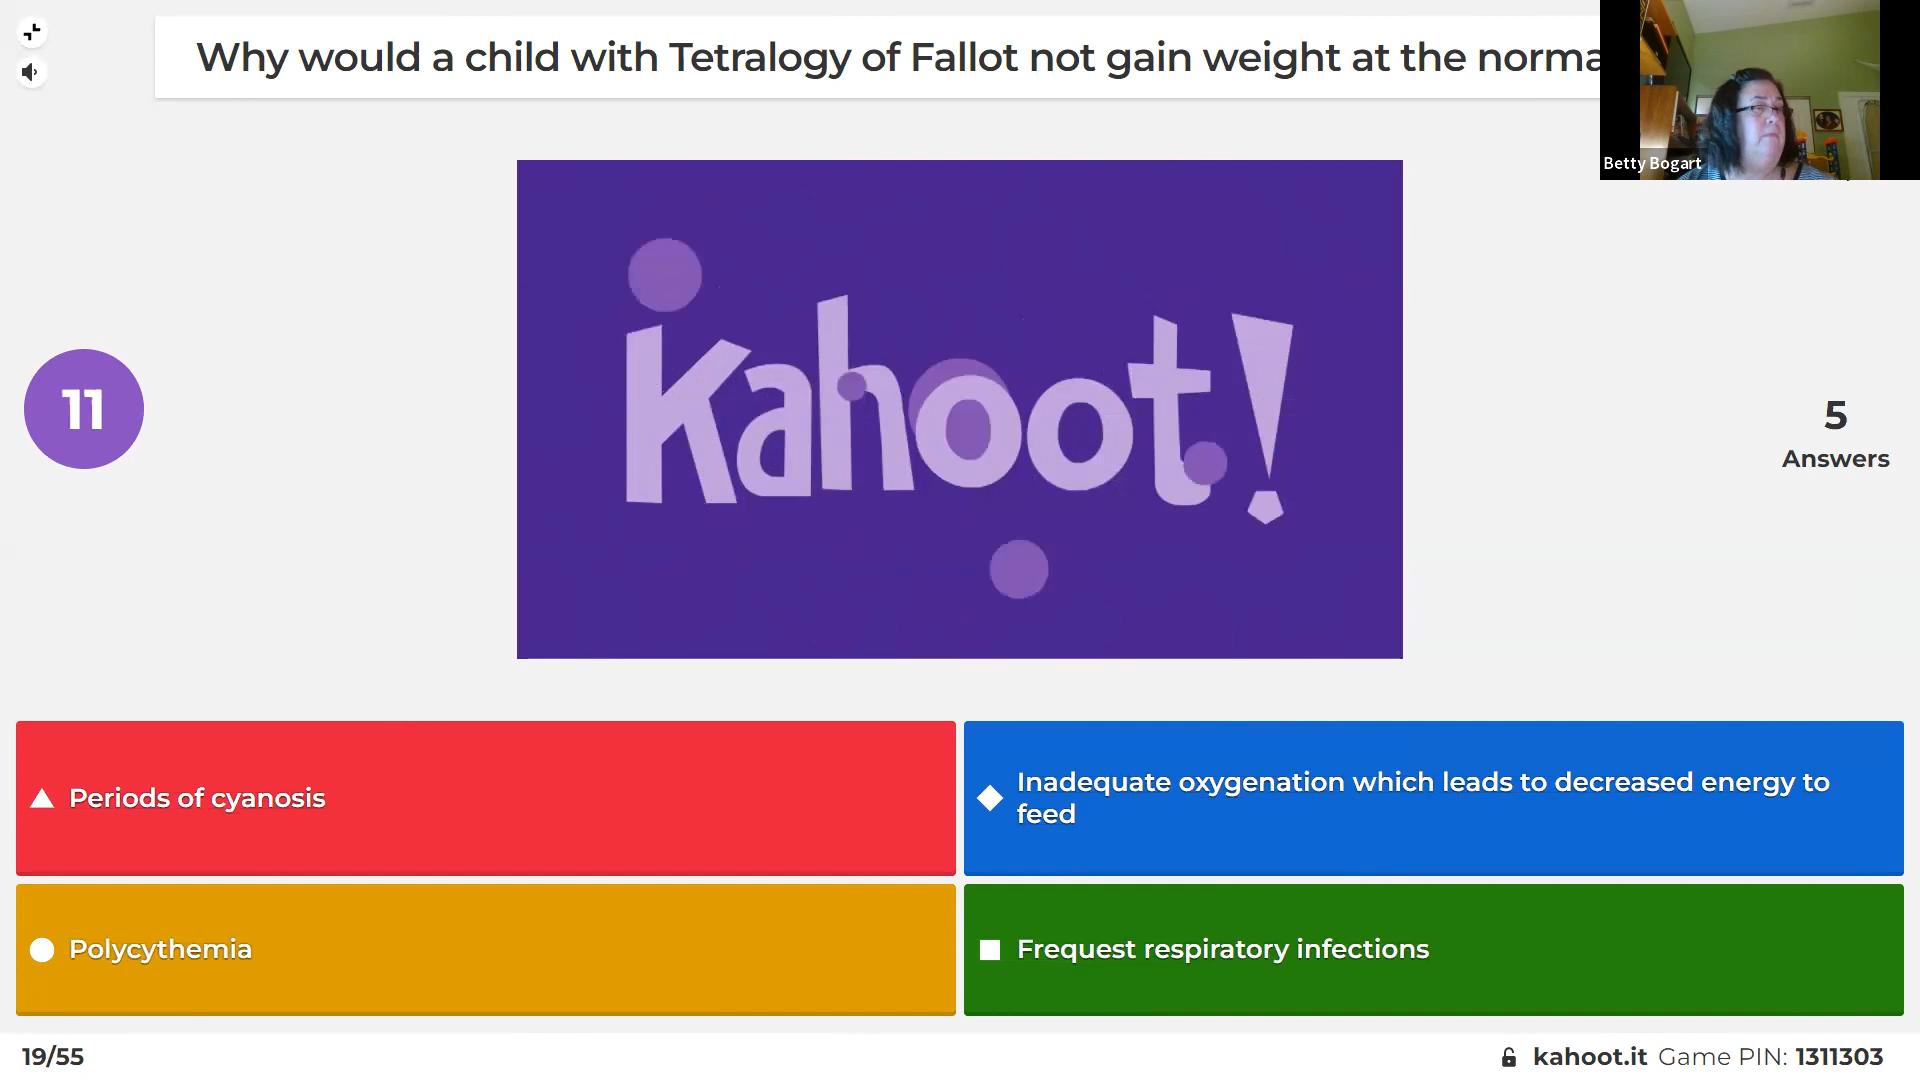 Why would a child with Tetralogy of Fallot not gain weight at the norma
Betty Bogart
Kahoot!
11
5
Answers
Periods of cyanosis
Inadequate oxygenation which leads to decreased energy to
feed
Polycythemia
Frequest respiratory infections
19/55
kahoot.it Game PIN: 1311303